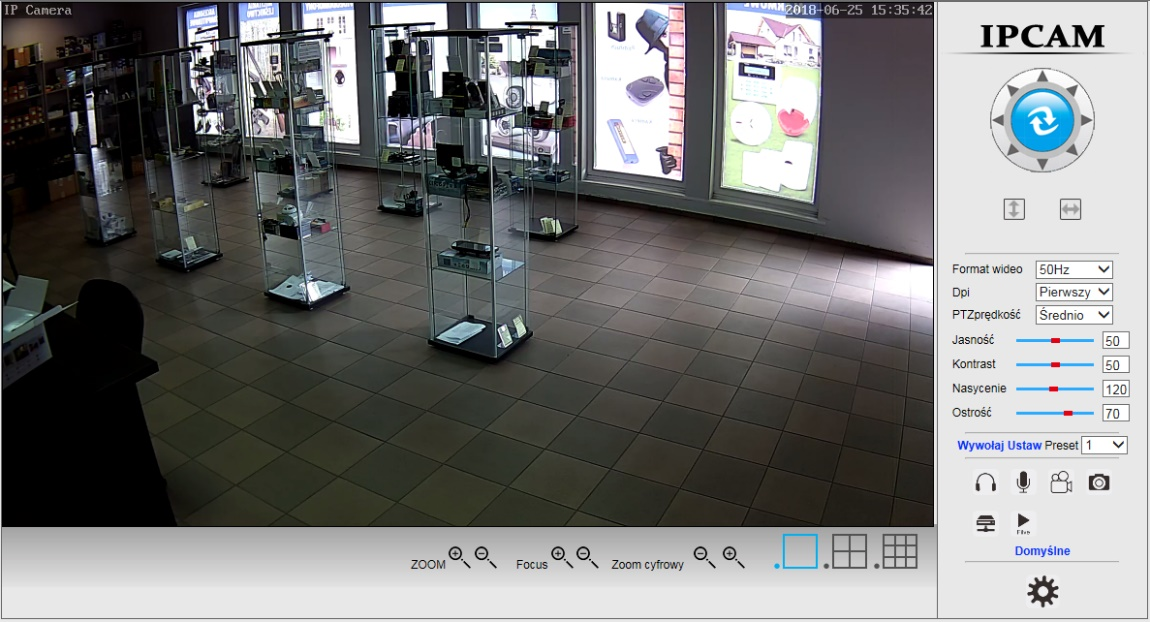 IP Camera
2018-06-25 15:35:42
IPCAM
Format wideo 50Hz
Dpi Pierwszy
PTZprędkość Średnio
Jasność 50
Kontrast 50
Nasycenie 120
Ostrość 70
Wywołaj Ustaw Preset 1
File
Domyślne
ZOOM Focus Zoom cyfrowy